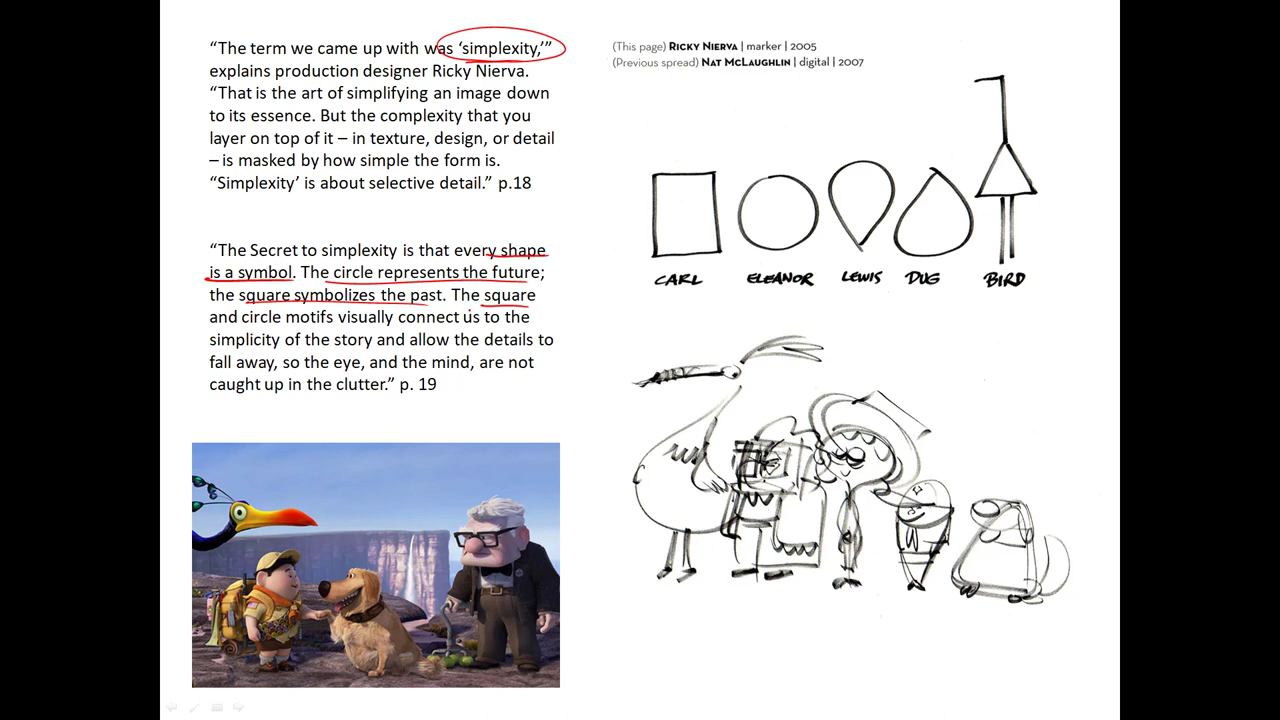 “The term we came up with was ‘simplexity,’”
explains production designer Ricky Nierva.
“That is the art of simplifying an image down
to its essence. But the complexity that you
layer on top of it – in texture, design, or detail
– is masked by how simple the form is.
“Simplexity’ is about selective detail.” p.18
“The Secret to simplexity is that every shape
is a symbol. The circle represents the future;
the square symbolizes the past. The square
and circle motifs visually connect us to the
simplicity of the story and allow the details to
fall away, so the eye, and the mind, are not
caught up in the clutter.” p. 19
(This page) RICKY NIERVA | marker | 2005
(Previous spread) NAT MCLAUGHLIN | digital | 2007
CARL ELEANOR LEWIS DUG BIRD